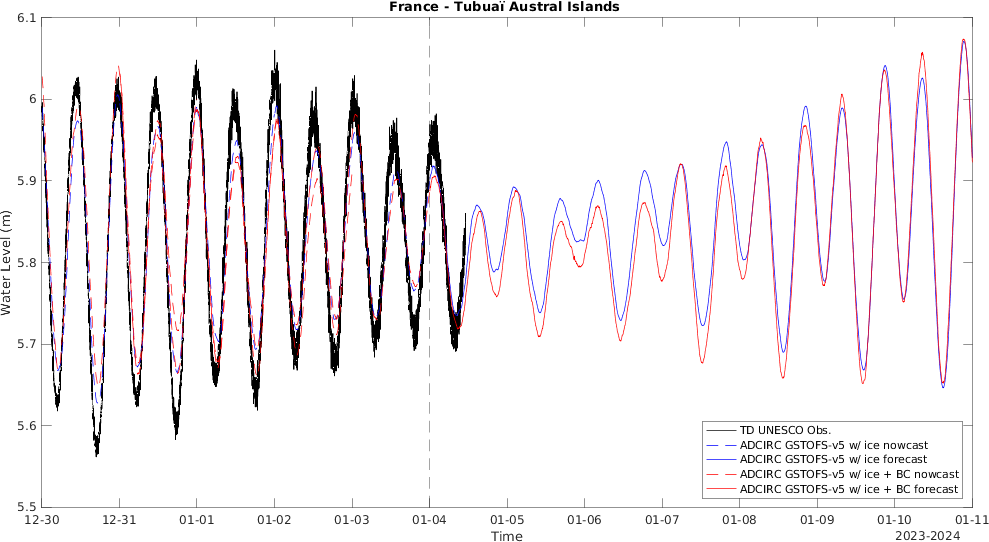 France - Tubuaï Austral Islands
6.1
6
5.9
5.8
5.7
5.6
5.5
Water Level (m)
TD UNESCO Obs.
ADCIRC GSTOFS-v5 w/ ice nowcast
ADCIRC GSTOFS-v5 w/ ice forecast
ADCIRC GSTOFS-v5 w/ ice + BC nowcast
ADCIRC GSTOFS-v5 w/ ice + BC forecast
12-30 12-31 01-01 01-02 01-03 01-04 01-05 01-06 01-07 01-08 01-09 01-10 01-11
Time
2023-2024